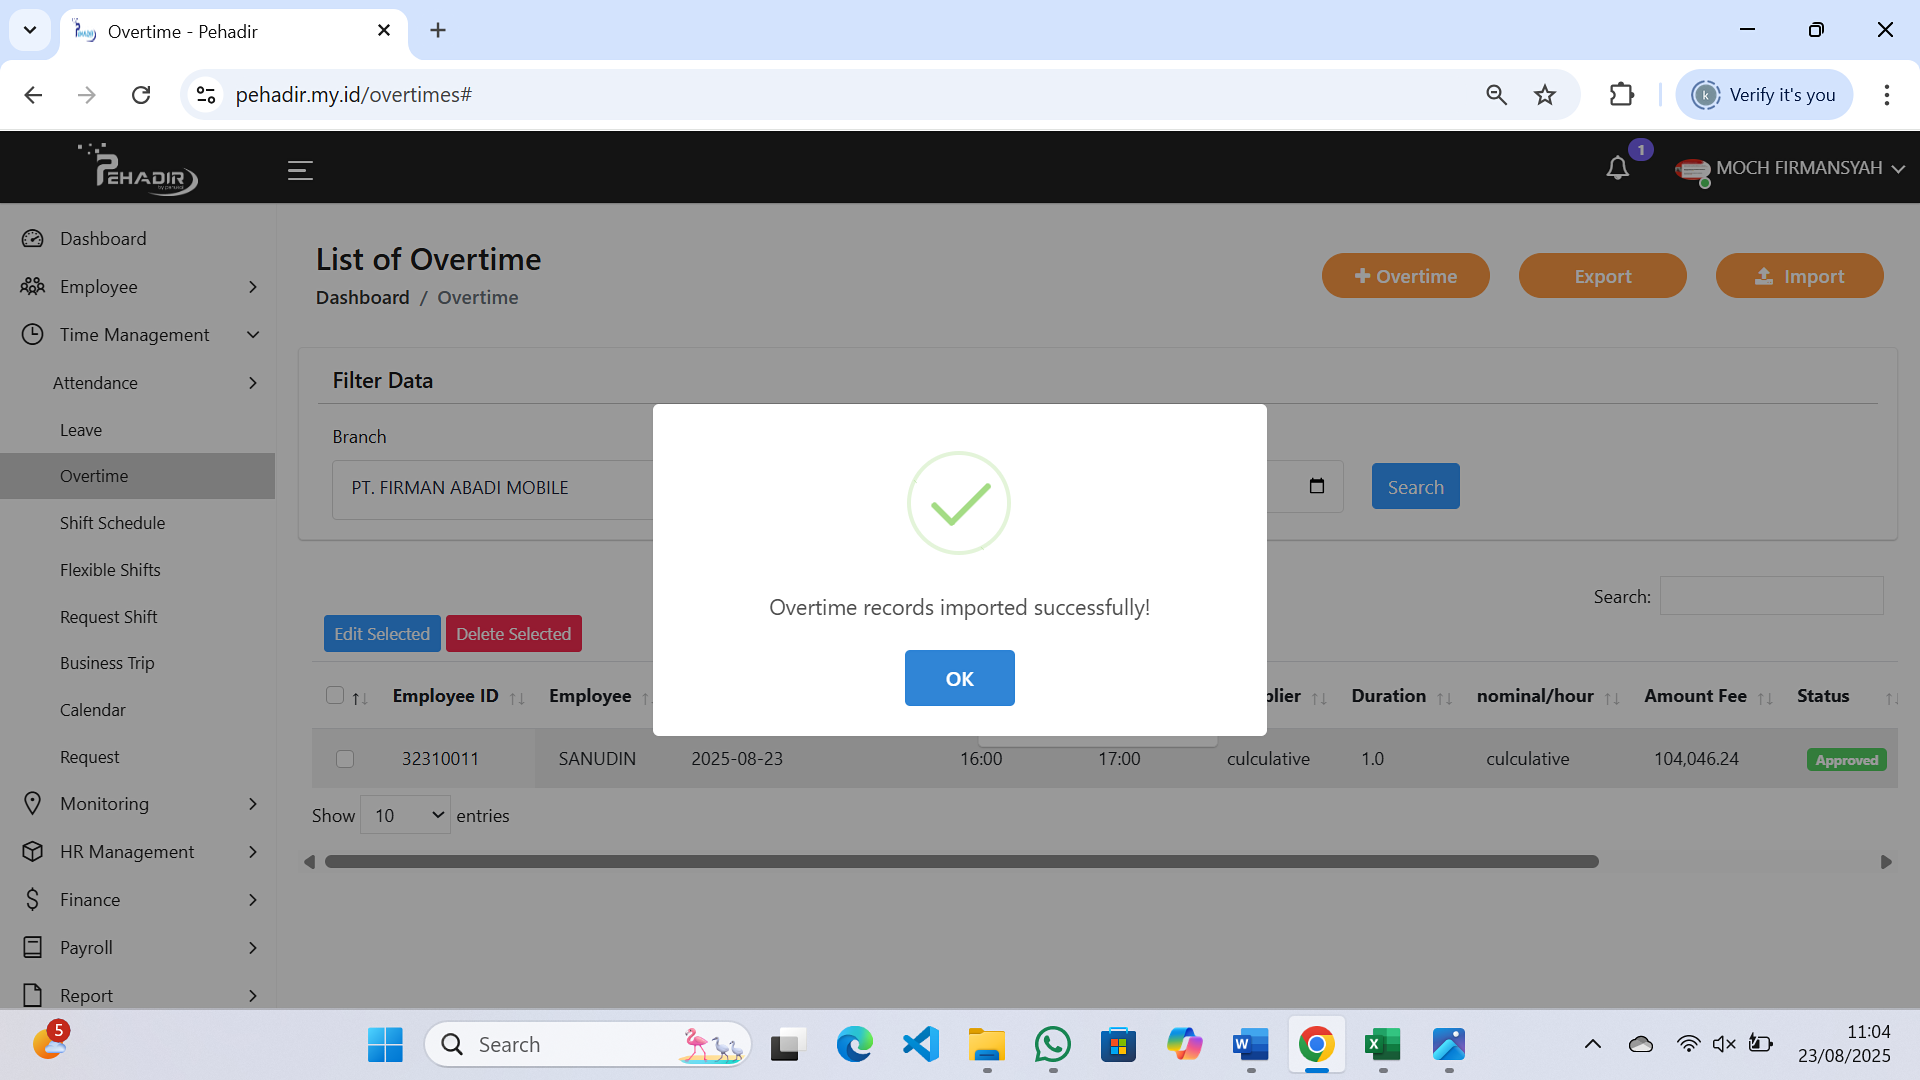 Overtime - Pehadir
pehadir.my.id/overtimes#
k
Verify it's you
PEHADIR
1
MOCH FIRMANSYAH
Dashboard
Employee
Time Management
Attendance
Leave
Overtime
Shift Schedule
Flexible Shifts
Request Shift
Business Trip
Calendar
Request
Monitoring
HR Management
Finance
Payroll
Report
List of Overtime
Dashboard / Overtime
+ Overtime
Export
Import
Filter Data
Branch
PT. FIRMAN ABADI MOBILE
Search
Search:
Edit Selected
Delete Selected
Overtime records imported successfully!
OK
Employee ID Employee plier Duration nominal/hour Amount Fee Status
32310011 SANUDIN 2025-08-23 16:00 17:00 culculative 1.0 culculative 104,046.24 Approved
Show 10 entries
5
Search
11:04
23/08/2025